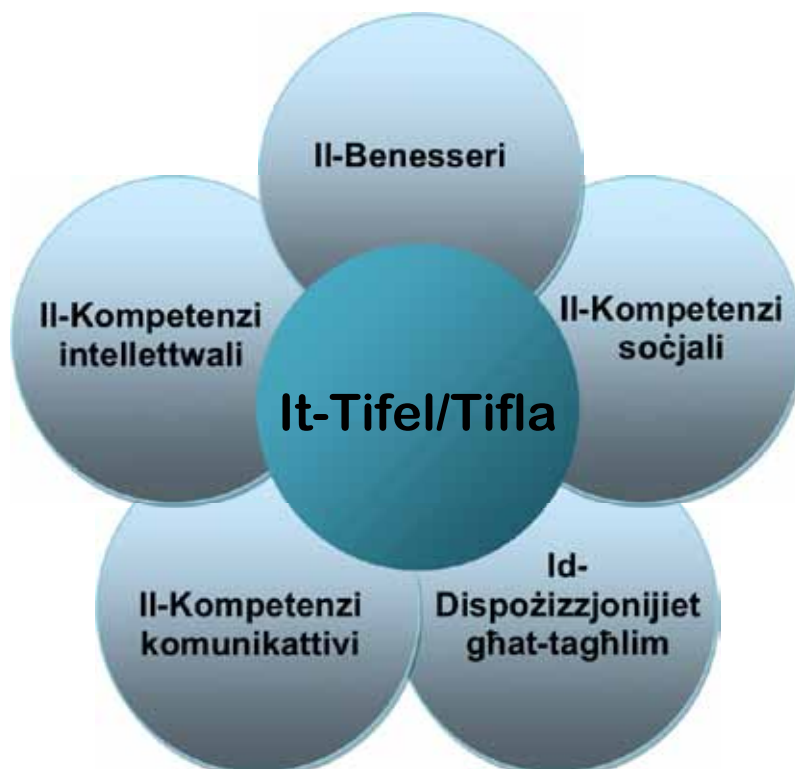 Il-Benesseri
Il-Kompetenzi
intellettwali
Il-Kompetenzi
soċjali
It-Tifel/Tifla
Il-Kompetenzi
komunikattivi
Id-
Dispożizzjonijiet
għat-tagħlim